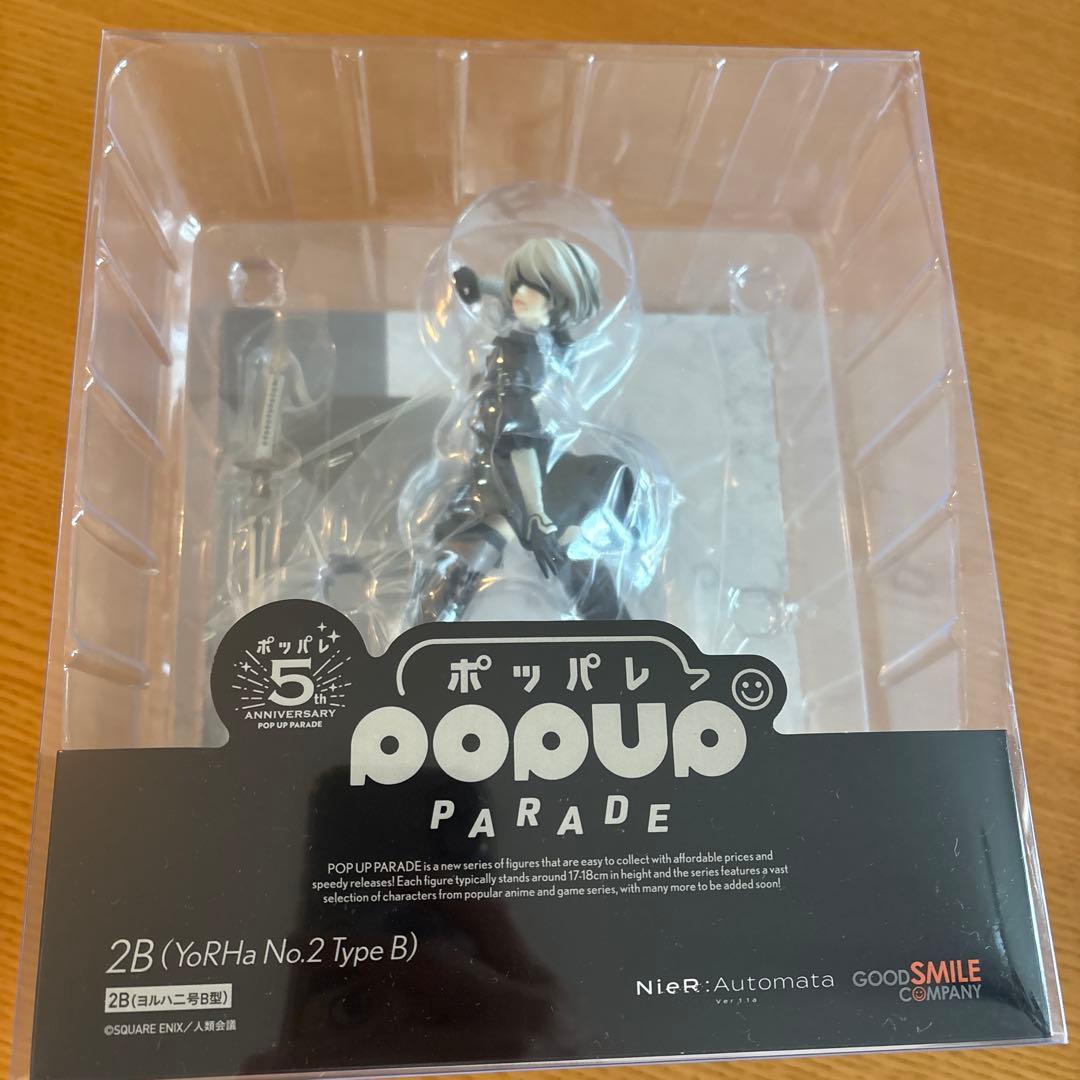 ポッパレ
5th
ANNIVERSARY
POP UP PARADE
ポッパレ
POPUP
PARADE
POP UP PARADE is a new series of figures that are easy to collect with affordable prices and
speedy releases! Each figure typically stands around 17-18cm in height and the series features a vast
selection of characters from popular anime and game series, with many more to be added soon!
2B (YoRHa No.2 Type B)
2B (ヨルハ二号B型)
©SQUARE ENIX／人類会議
NieR:Automata
Ver1.1a
GOOD SMILE
COMPANY